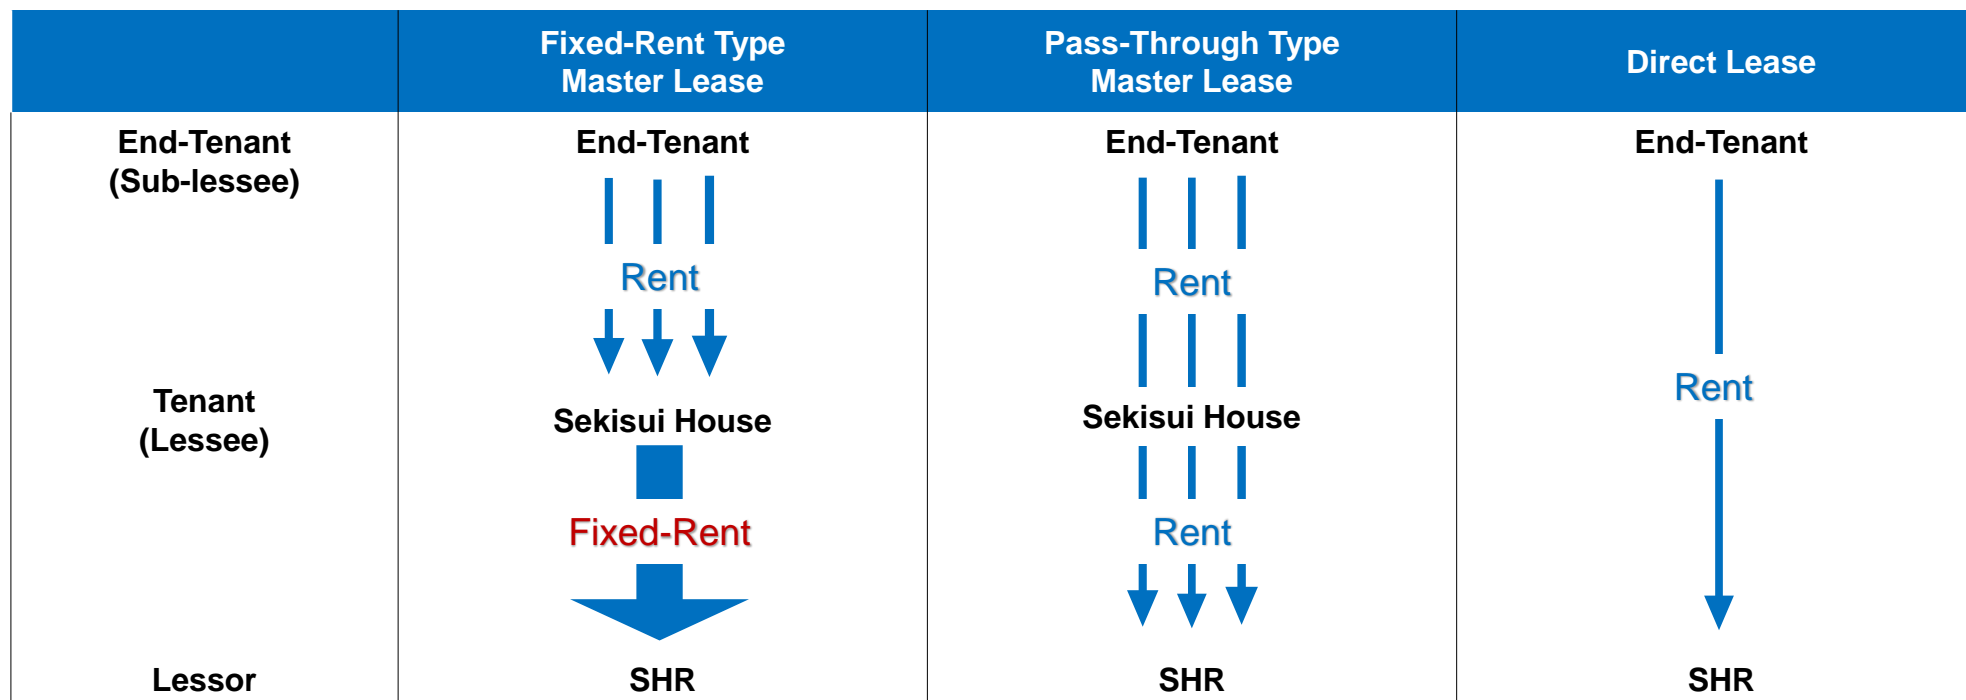 Fixed-Rent Type
Master Lease
Pass-Through Type
Master Lease
Direct Lease
End-Tenant
(Sub-lessee)
End-Tenant
End-Tenant
End-Tenant
Rent
Rent
Rent
Tenant
(Lessee)
Sekisui House
Sekisui House
Fixed-Rent
Rent
Lessor
SHR
SHR
SHR